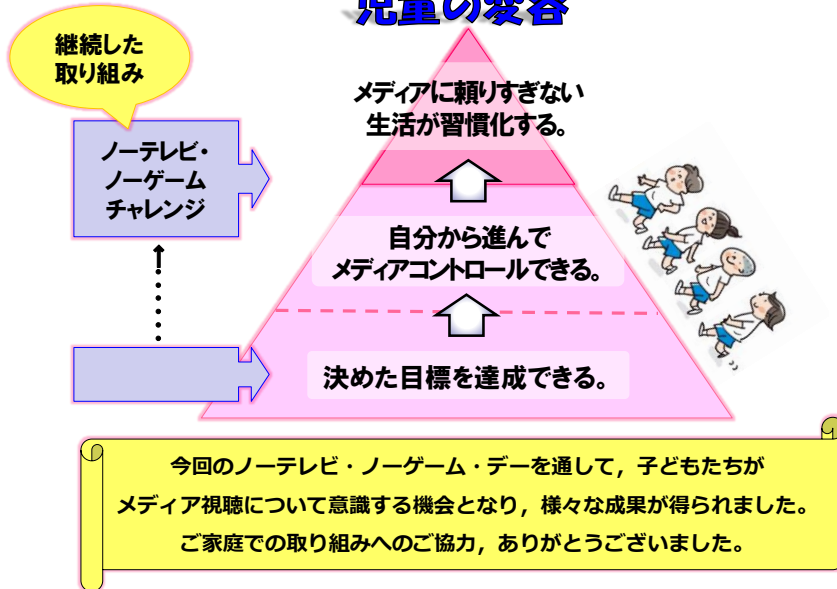 児童の変容
継続した
取り組み
メディアに頼りすぎない
生活が習慣化する。
ノーテレビ・
ノーゲーム
チャレンジ
自分から進んで
メディアコントロールできる。
決めた目標を達成できる。
今回のノーテレビ・ノーゲーム・デーを通して，子どもたちが
メディア視聴について意識する機会となり，様々な成果が得られました。
ご家庭での取り組みへのご協力，ありがとうございました。